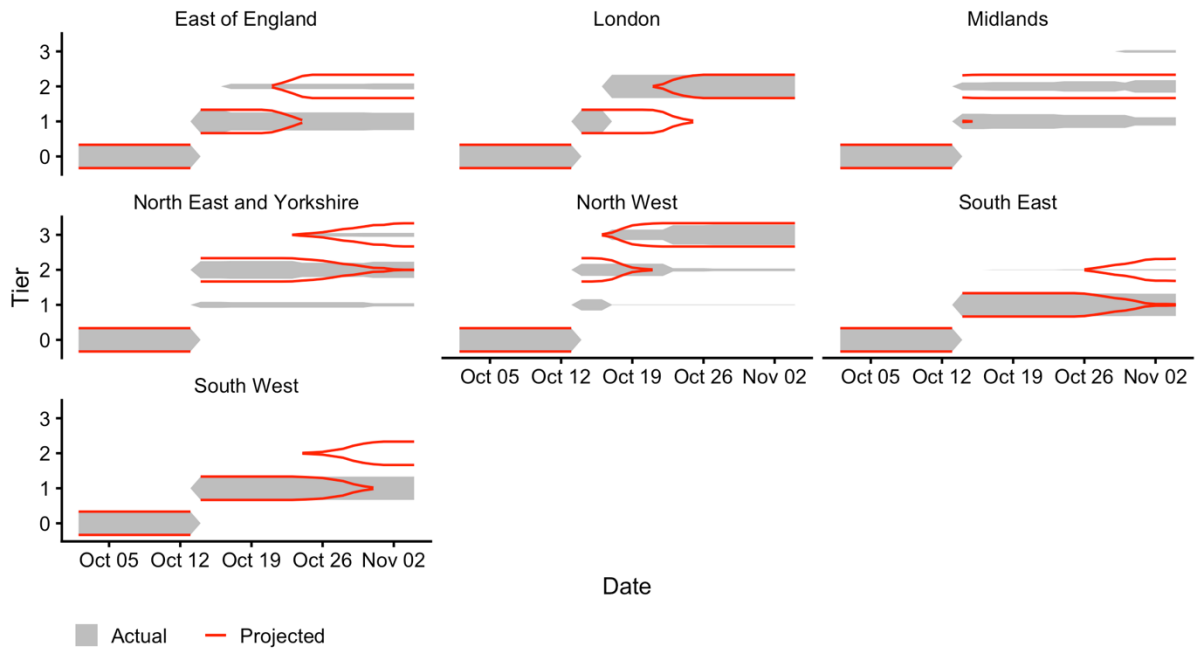 East of England
London
Midlands
3
2
1
0
North East and Yorkshire
North West
South East
3
2
1
0
Tier
Oct 05 Oct 12 Oct 19 Oct 26 Nov 02
Oct 05 Oct 12 Oct 19 Oct 26 Nov 02
South West
3
2
1
0
Oct 05 Oct 12 Oct 19 Oct 26 Nov 02
Date
Actual
Projected